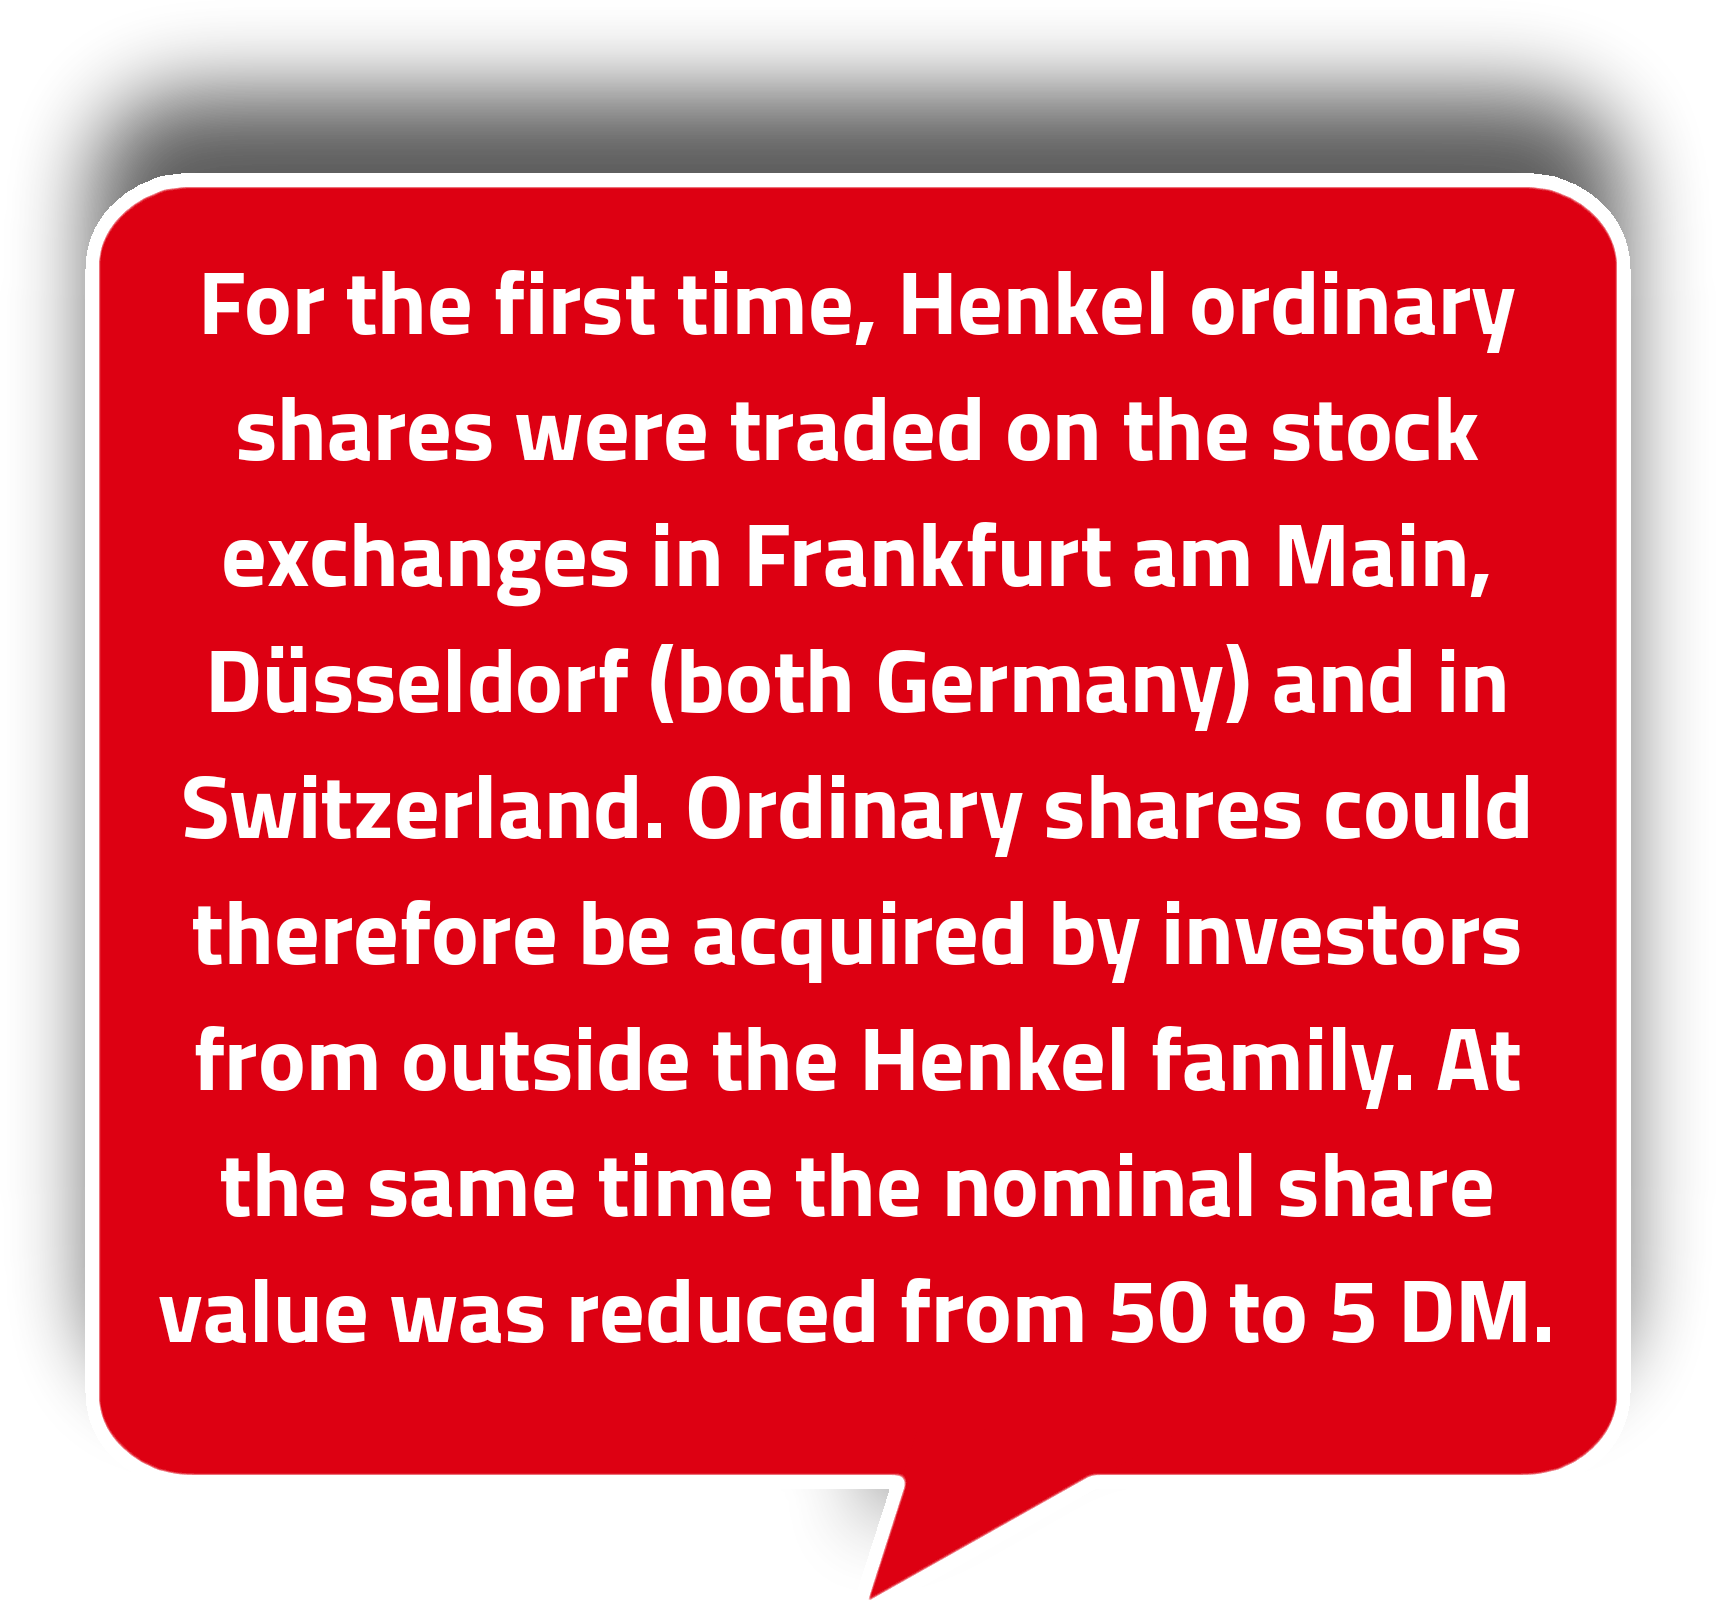 For the first time, Henkel ordinary
shares were traded on the stock
exchanges in Frankfurt am Main,
Düsseldorf (both Germany) and in
Switzerland. Ordinary shares could
therefore be acquired by investors
from outside the Henkel family. At
the same time the nominal share
value was reduced from 50 to 5 DM.